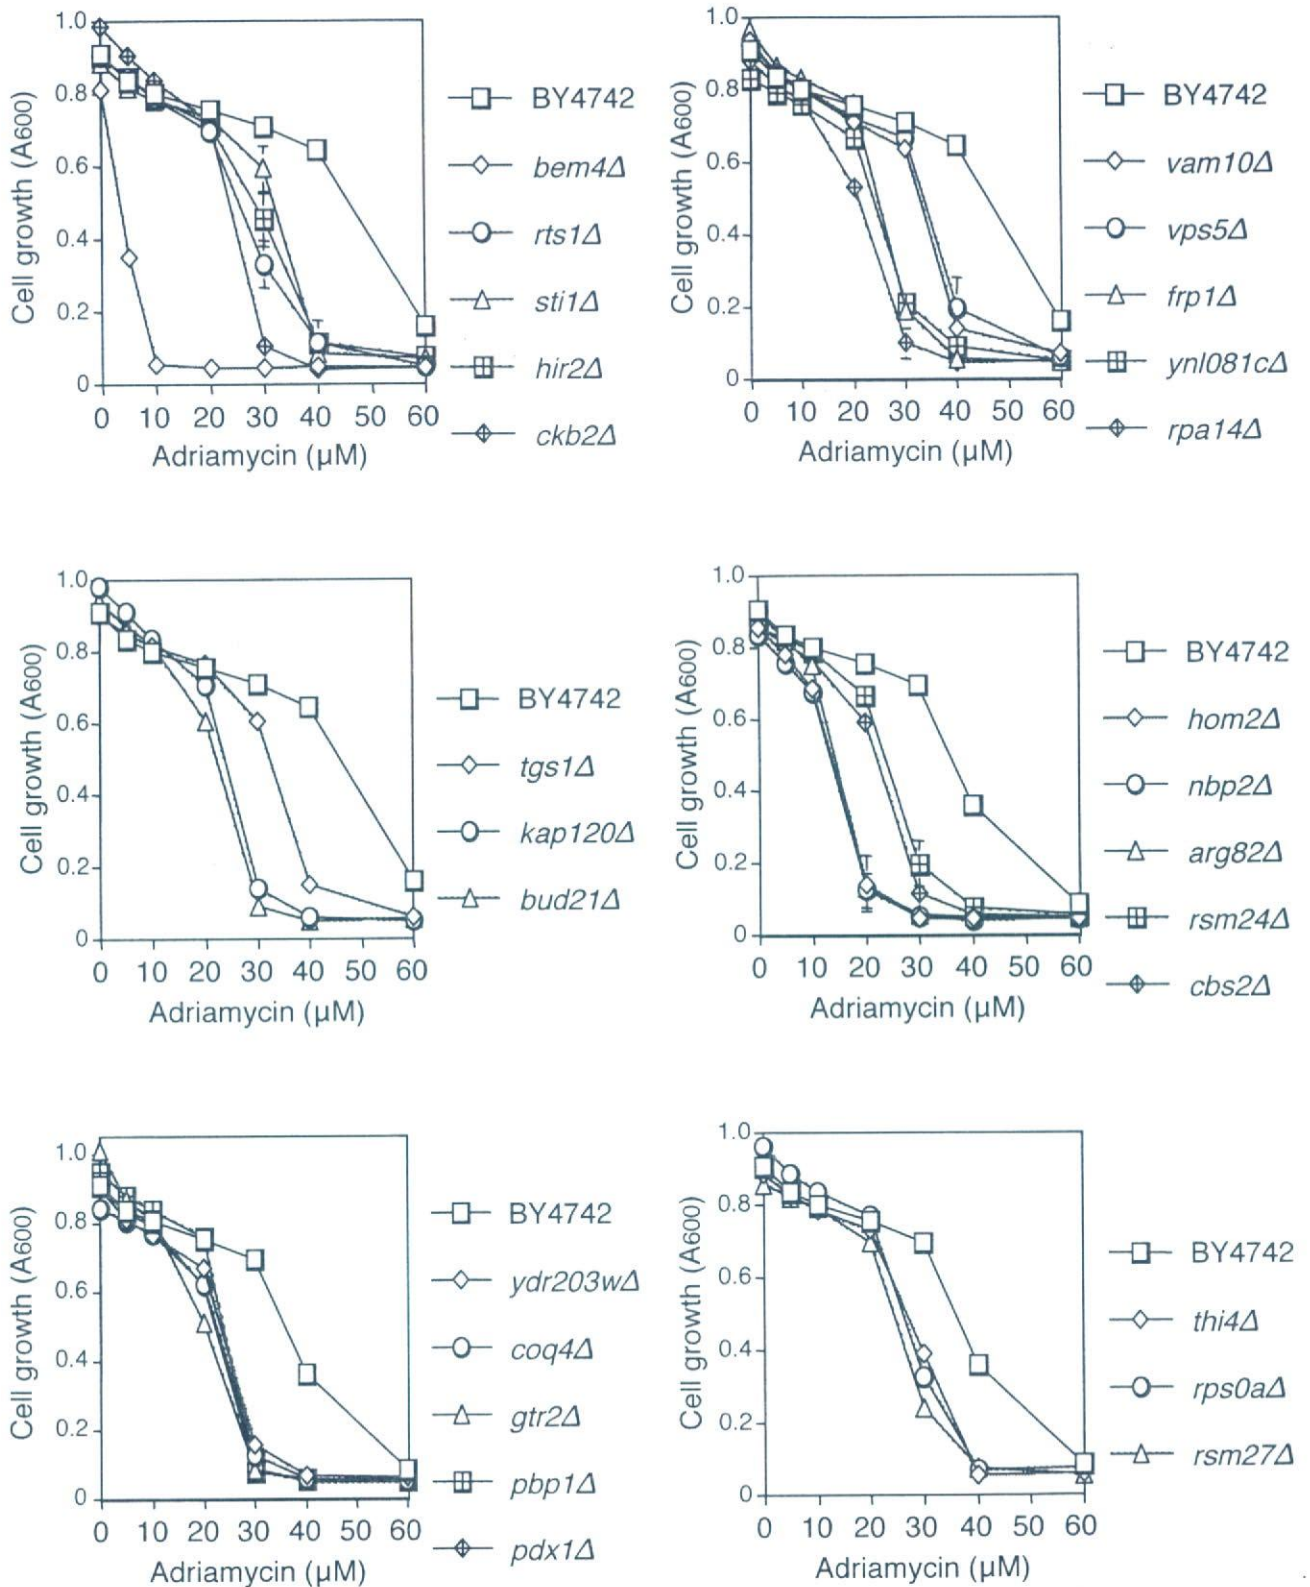 1.0
0.8
0.6
0.4
0.2
0
0 10 20 30 40 50 60
Cell growth (A600)
Adriamycin (µM)
BY4742
bem4Δ
rts1Δ
sti1Δ
hir2Δ
ckb2Δ
1.0
0.8
0.6
0.4
0.2
0
0 10 20 30 40 50 60
Cell growth (A600)
Adriamycin (µM)
BY4742
vam10Δ
vps5Δ
frp1Δ
ynl081cΔ
rpa14Δ
1.0
0.8
0.6
0.4
0.2
0
0 10 20 30 40 50 60
Cell growth (A600)
Adriamycin (µM)
BY4742
tgs1Δ
kap120Δ
bud21Δ
1.0
0.8
0.6
0.4
0.2
0
0 10 20 30 40 50 60
Cell growth (A600)
Adriamycin (µM)
BY4742
hom2Δ
nbp2Δ
arg82Δ
rsm24Δ
cbs2Δ
1.0
0.8
0.6
0.4
0.2
0
0 10 20 30 40 50 60
Cell growth (A600)
Adriamycin (µM)
BY4742
ydr203wΔ
coq4Δ
gtr2Δ
pbp1Δ
pdx1Δ
1.0
0.8
0.6
0.4
0.2
0
0 10 20 30 40 50 60
Cell growth (A600)
Adriamycin (µM)
BY4742
thi4Δ
rps0aΔ
rsm27Δ